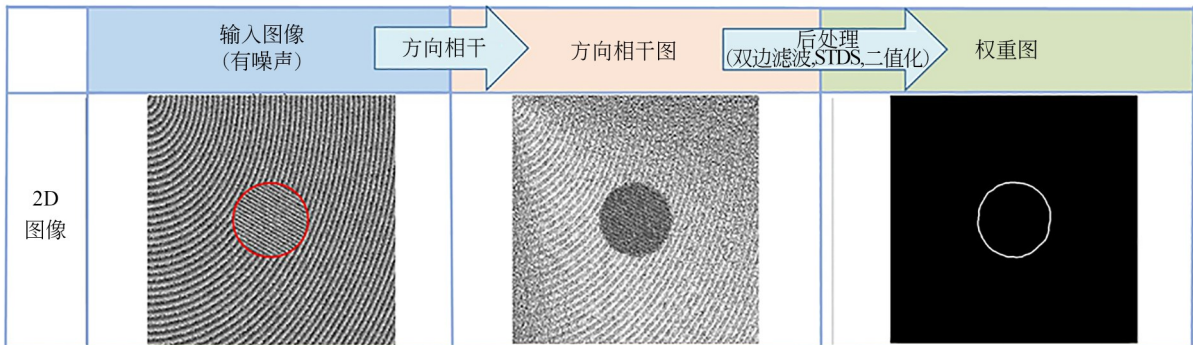 输入图像
(有噪声)
方向相干
方向相干图
后处理
(双边滤波,STDS,二值化)
权重图
2D
图像